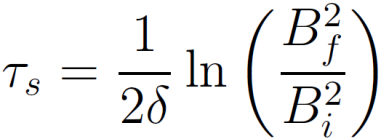 τ_s = \frac{1}{2δ} \ln \left( \frac{B_f^2}{B_i^2} \right)